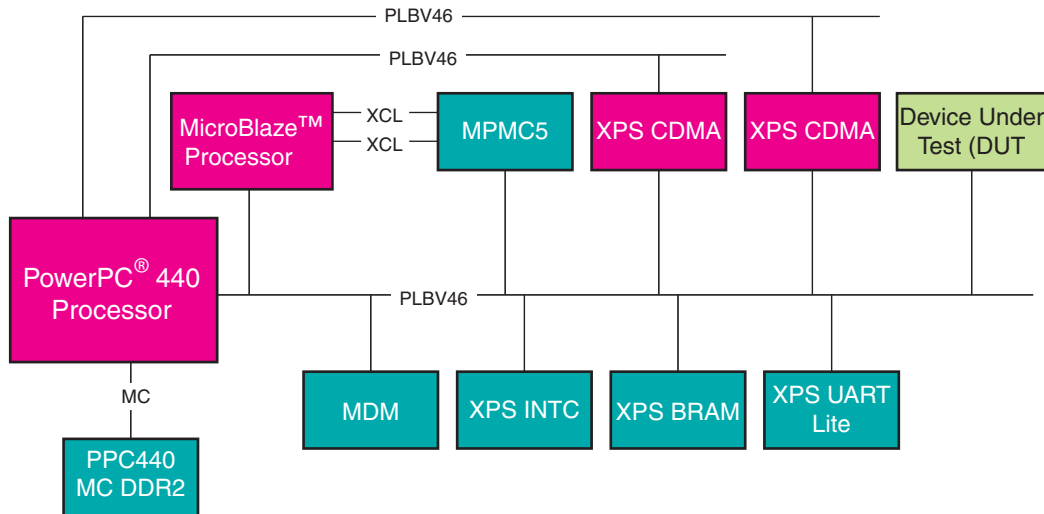 PLBV46
PLBV46
MicroBlaze™
Processor
XCL
XCL
MPMC5
XPS CDMA
XPS CDMA
Device Under
Test (DUT
PowerPC® 440
Processor
PLBV46
MC
MDM
XPS INTC
XPS BRAM
XPS UART
Lite
PPC440
MC DDR2